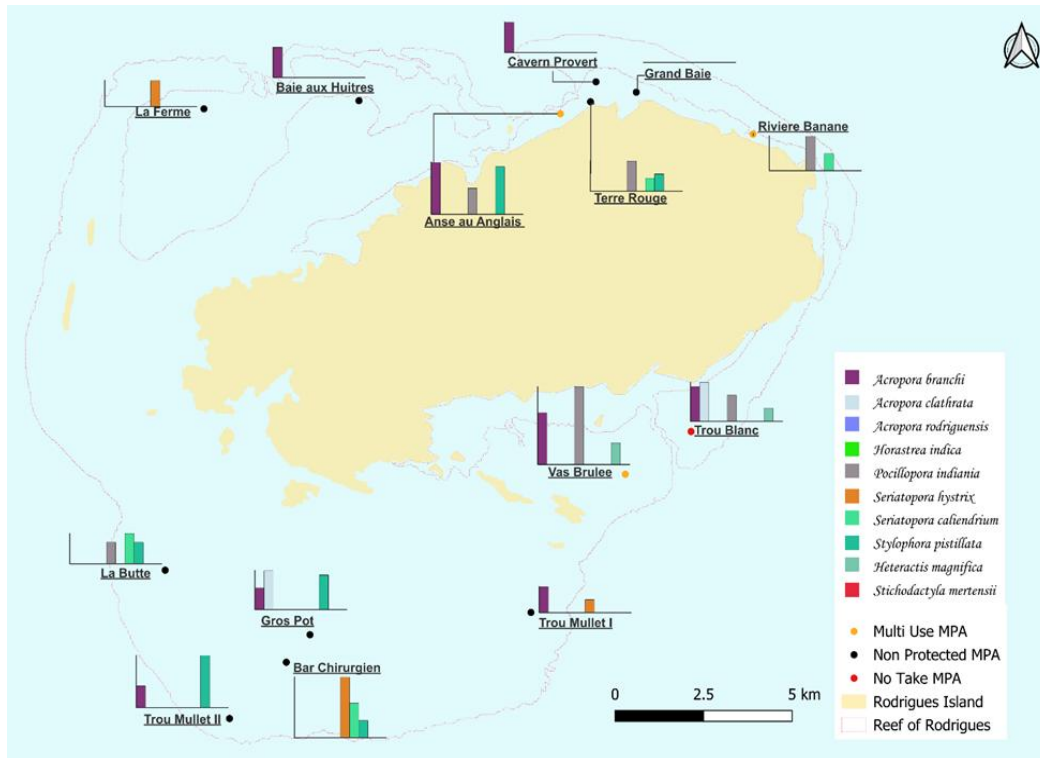 Cavern Provert
Grand Baie
Baie aux Huitres
La Ferme
Riviere Banane
Terre Rouge
Anse au Anglais
Trou Blanc
Vas Brulee
La Butte
Gros Pot
Trou Mullet I
Bar Chirurgien
Trou Mullet II
0 2.5 5 km
Acropora branchi
Acropora clathrata
Acropora rodriguensis
Horastrea indica
Pocillopora indiania
Seriatopora hystrix
Seriatopora caliendrum
Stylophora pistillata
Heteractis magnifica
Stichodactyla mertensii
Multi Use MPA
Non Protected MPA
No Take MPA
Rodrigues Island
Reef of Rodrigues